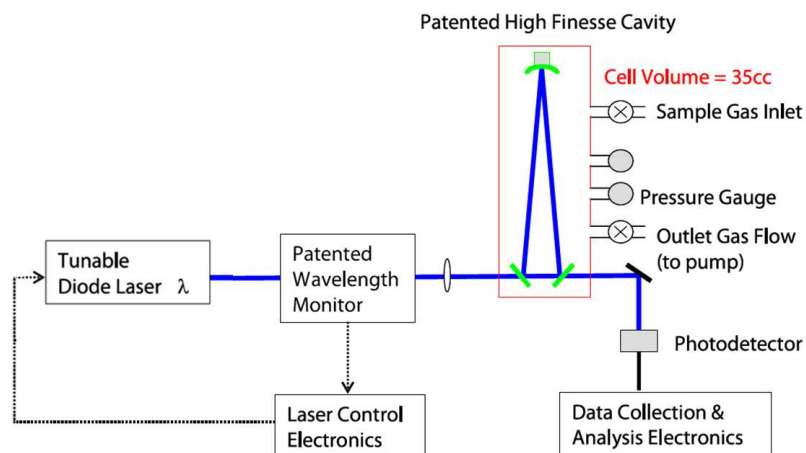 Patented High Finesse Cavity
Cell Volume = 35cc
Sample Gas Inlet
Pressure Gauge
Outlet Gas Flow
(to pump)
Tunable
Diode Laser λ
Patented
Wavelength
Monitor
Photodetector
Laser Control
Electronics
Data Collection &
Analysis Electronics